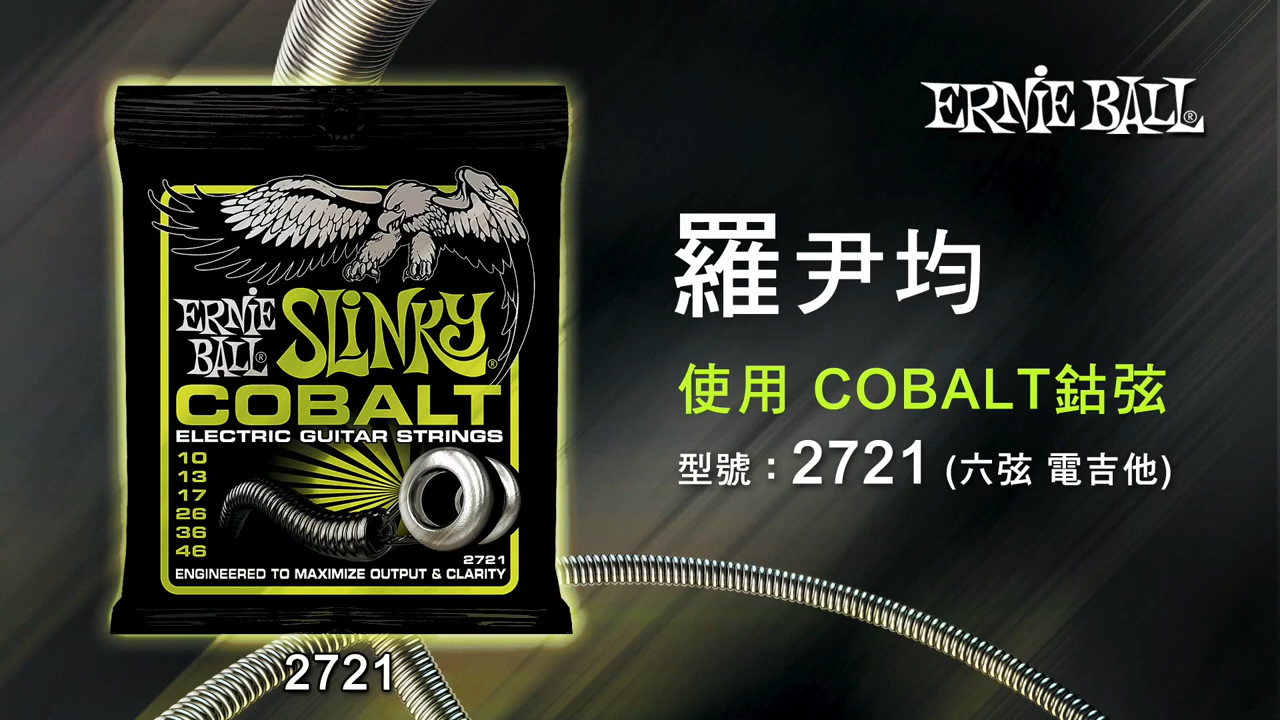 ERNIE BALL®
ERNIE
BALL®
SLINKY®
COBALT
ELECTRIC GUITAR STRINGS
10
13
17
26
36
46
2721
ENGINEERED TO MAXIMIZE OUTPUT & CLARITY
2721
羅尹均
使用 COBALT鈷弦
型號：2721 (六弦 電吉他)